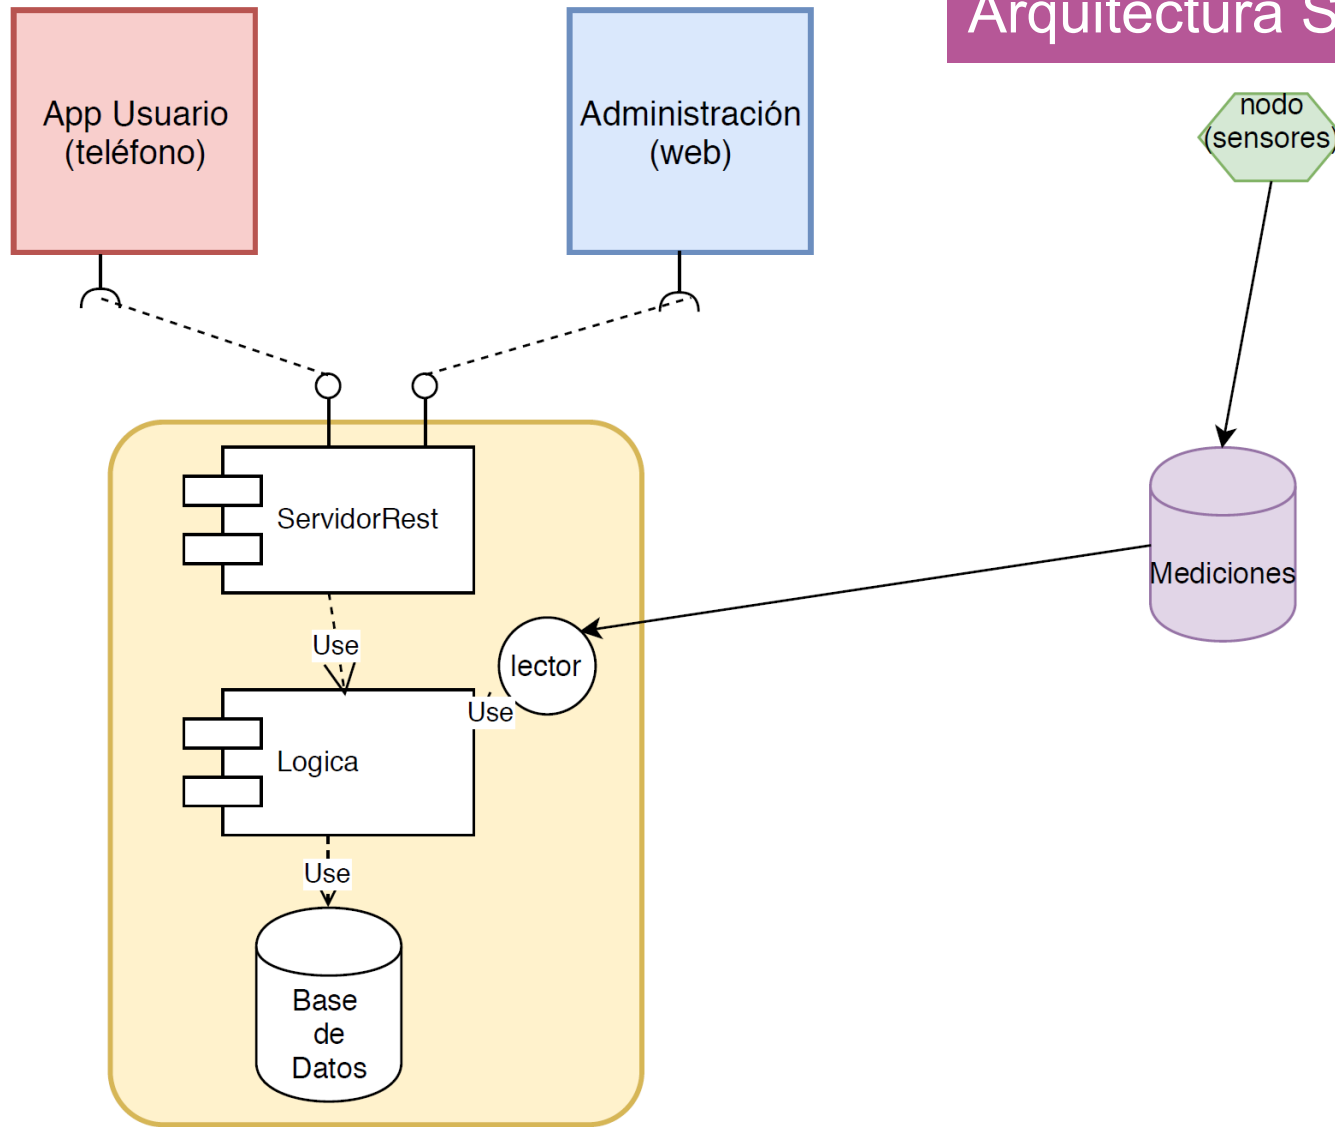 Arquitectura S
App Usuario
(teléfono)
Administración
(web)
nodo
(sensores)
ServidorRest
Mediciones
Use
lector
Use
Logica
Use
Base
de
Datos